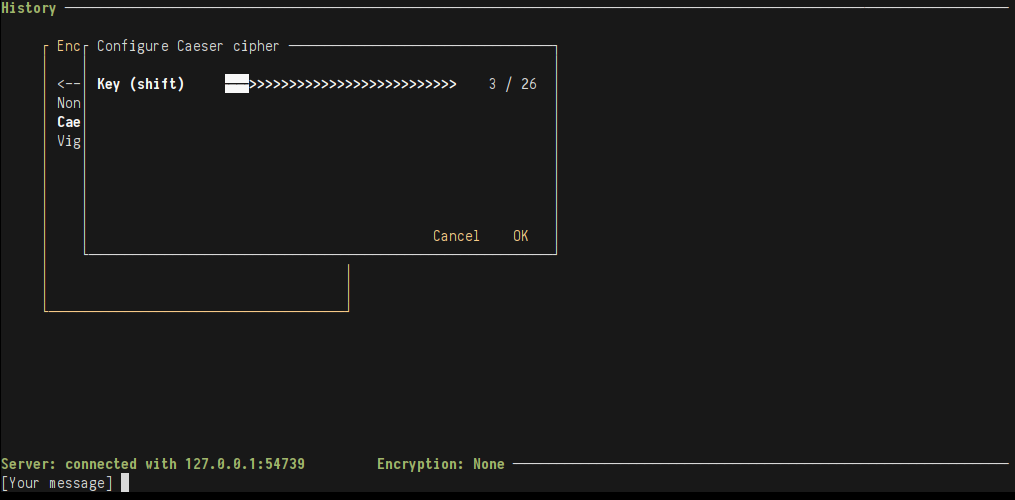 History
Enc
Configure Caeser cipher
<--
Key (shift) >>>>>>>>>>>>>>>>>>>>>>>>>> 3 / 26
Non
Cae
Vig
Cancel OK
Server: connected with 127.0.0.1:54739 Encryption: None
[Your message]